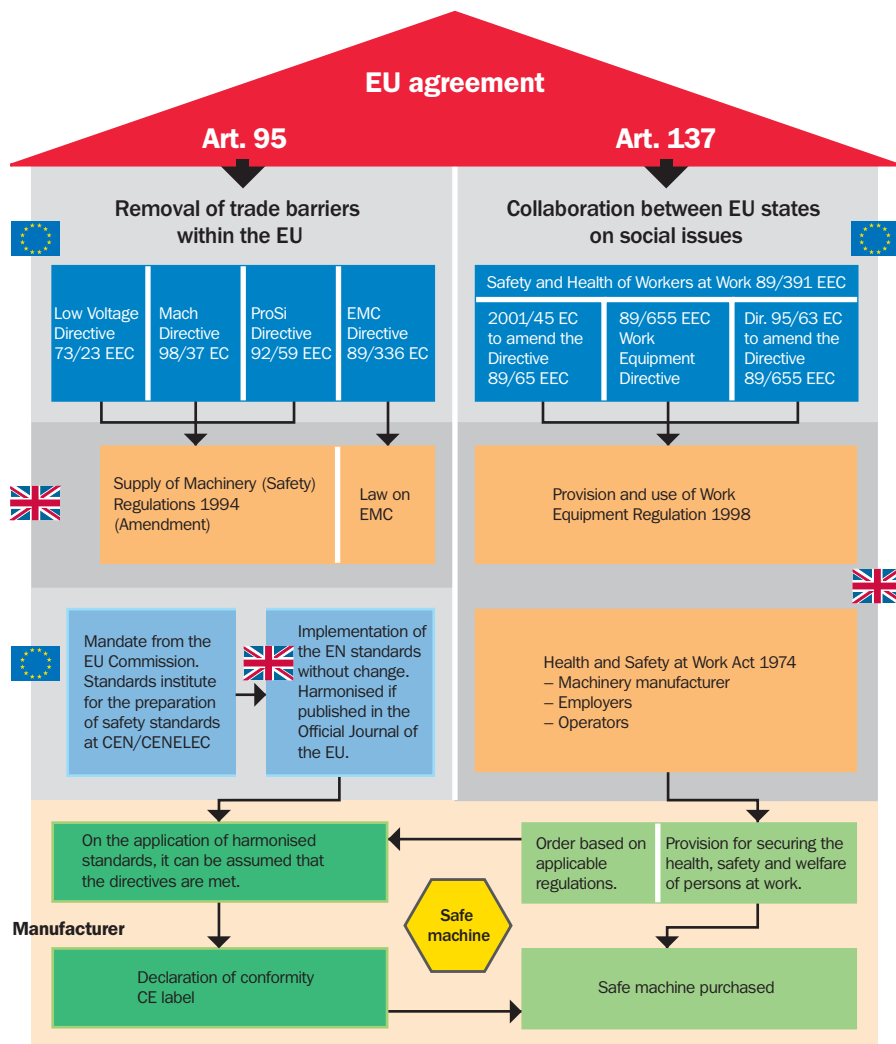 EU agreement
Art. 95
Art. 137
Removal of trade barriers
within the EU
Collaboration between EU states
on social issues
Low Voltage
Directive
73/23 EEC
Mach
Directive
98/37 EC
ProSi
Directive
92/59 EEC
EMC
Directive
89/336 EC
Safety and Health of Workers at Work 89/391 EEC
2001/45 EC
to amend the
Directive
89/65 EEC
89/655 EEC
Work
Equipment
Directive
Dir. 95/63 EC
to amend the
Directive
89/655 EEC
Supply of Machinery (Safety)
Regulations 1994
(Amendment)
Law on
EMC
Provision and use of Work
Equipment Regulation 1998
Mandate from the
EU Commission.
Standards institute
for the preparation
of safety standards
at CEN/CENELEC
Implementation of
the EN standards
without change.
Harmonised if
published in the
Official Journal of
the EU.
Health and Safety at Work Act 1974
– Machinery manufacturer
– Employers
– Operators
On the application of harmonised
standards, it can be assumed that
the directives are met.
Order based on
applicable
regulations.
Provision for securing the
health, safety and welfare
of persons at work.
Safe
machine
Manufacturer
Declaration of conformity
CE label
Safe machine purchased